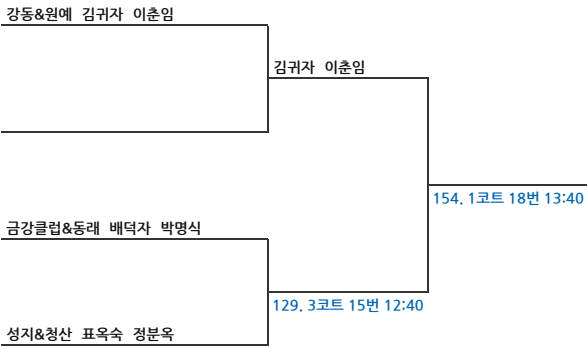 강동&원예 김귀자 이춘임
김귀자 이춘임
154. 1코트 18번 13:40
금강클럽&동래 배덕자 박명식
129. 3코트 15번 12:40
성지&청산 표옥숙 정분옥